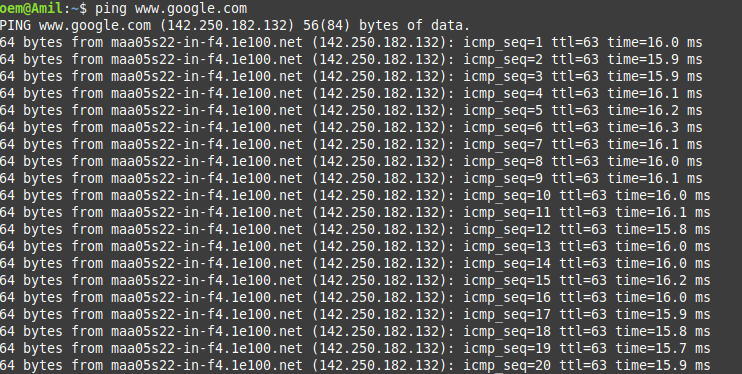 oem@Amil:~$ ping www.google.com
PING www.google.com (142.250.182.132) 56(84) bytes of data.
64 bytes from maa05s22-in-f4.1e100.net (142.250.182.132): icmp_seq=1 ttl=63 time=16.0 ms
64 bytes from maa05s22-in-f4.1e100.net (142.250.182.132): icmp_seq=2 ttl=63 time=15.9 ms
64 bytes from maa05s22-in-f4.1e100.net (142.250.182.132): icmp_seq=3 ttl=63 time=15.9 ms
64 bytes from maa05s22-in-f4.1e100.net (142.250.182.132): icmp_seq=4 ttl=63 time=16.1 ms
64 bytes from maa05s22-in-f4.1e100.net (142.250.182.132): icmp_seq=5 ttl=63 time=16.2 ms
64 bytes from maa05s22-in-f4.1e100.net (142.250.182.132): icmp_seq=6 ttl=63 time=16.3 ms
64 bytes from maa05s22-in-f4.1e100.net (142.250.182.132): icmp_seq=7 ttl=63 time=16.1 ms
64 bytes from maa05s22-in-f4.1e100.net (142.250.182.132): icmp_seq=8 ttl=63 time=16.0 ms
64 bytes from maa05s22-in-f4.1e100.net (142.250.182.132): icmp_seq=9 ttl=63 time=16.1 ms
64 bytes from maa05s22-in-f4.1e100.net (142.250.182.132): icmp_seq=10 ttl=63 time=16.0 ms
64 bytes from maa05s22-in-f4.1e100.net (142.250.182.132): icmp_seq=11 ttl=63 time=16.1 ms
64 bytes from maa05s22-in-f4.1e100.net (142.250.182.132): icmp_seq=12 ttl=63 time=15.8 ms
64 bytes from maa05s22-in-f4.1e100.net (142.250.182.132): icmp_seq=13 ttl=63 time=16.0 ms
64 bytes from maa05s22-in-f4.1e100.net (142.250.182.132): icmp_seq=14 ttl=63 time=16.0 ms
64 bytes from maa05s22-in-f4.1e100.net (142.250.182.132): icmp_seq=15 ttl=63 time=16.2 ms
64 bytes from maa05s22-in-f4.1e100.net (142.250.182.132): icmp_seq=16 ttl=63 time=16.0 ms
64 bytes from maa05s22-in-f4.1e100.net (142.250.182.132): icmp_seq=17 ttl=63 time=15.9 ms
64 bytes from maa05s22-in-f4.1e100.net (142.250.182.132): icmp_seq=18 ttl=63 time=15.8 ms
64 bytes from maa05s22-in-f4.1e100.net (142.250.182.132): icmp_seq=19 ttl=63 time=15.7 ms
64 bytes from maa05s22-in-f4.1e100.net (142.250.182.132): icmp_seq=20 ttl=63 time=15.9 ms